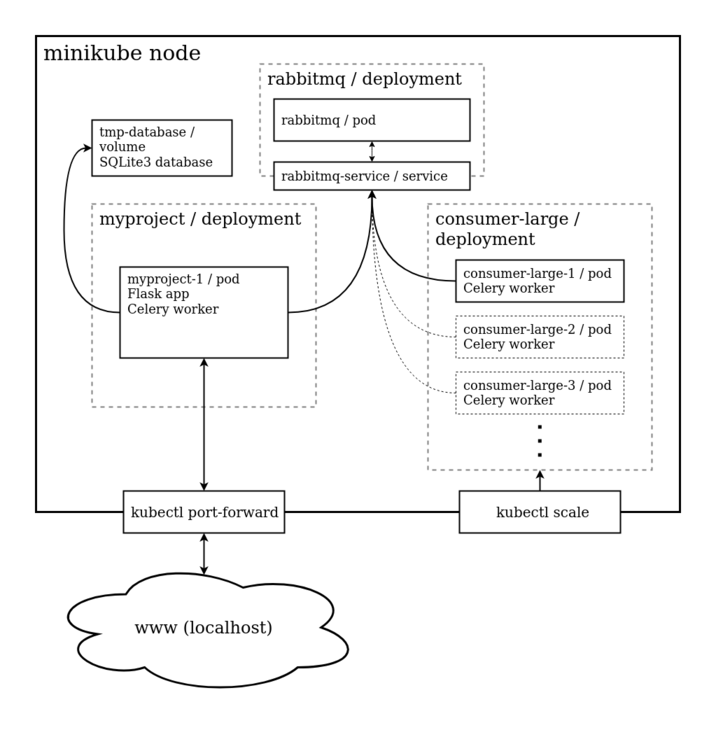 minikube node
rabbitmq / deployment
rabbitmq / pod
tmp-database /
volume
SQLite3 database
rabbitmq-service / service
myproject / deployment
consumer-large /
deployment
myproject-1 / pod
Flask app
Celery worker
consumer-large-1 / pod
Celery worker
consumer-large-2 / pod
Celery worker
consumer-large-3 / pod
Celery worker
kubectl port-forward
kubectl scale
www (localhost)